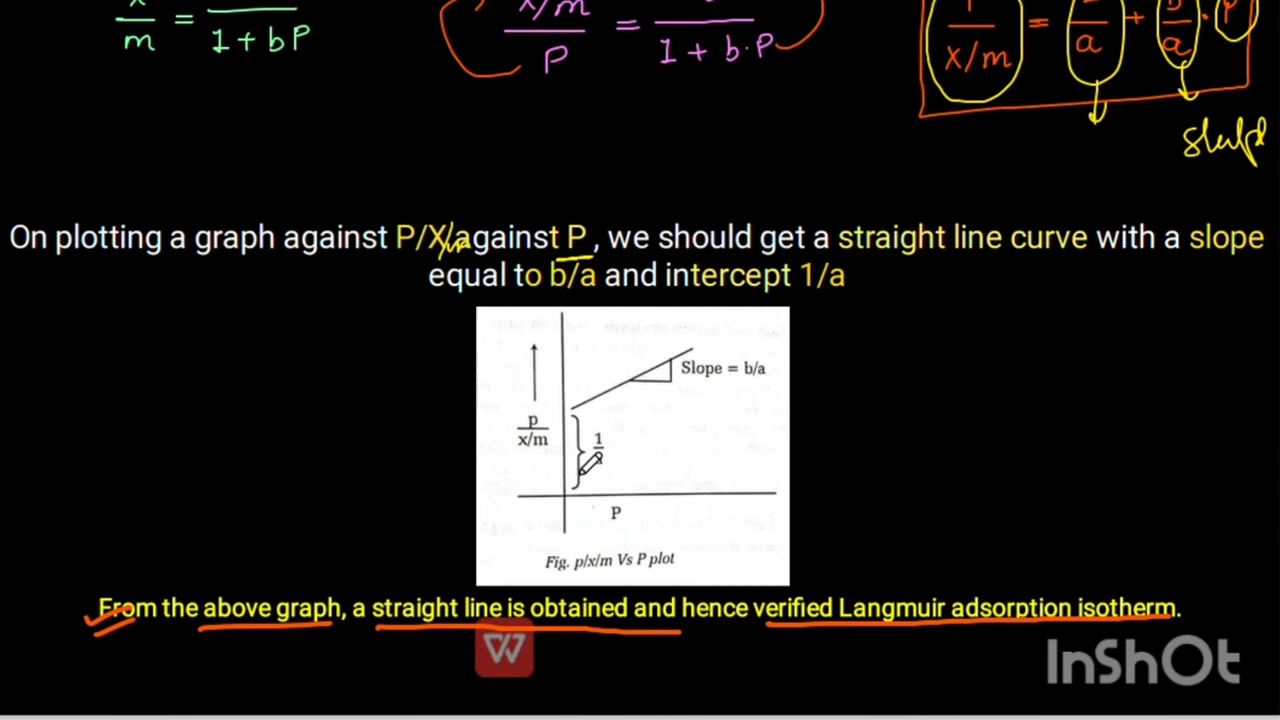 m = 1 + bP
x/m
P = 1 + b·P
x/m = a + a · P
slope
On plotting a graph against P/X/m against P , we should get a straight line curve with a slope
equal to b/a and intercept 1/a
Slope = b/a
p
x/m
1
P
Fig. p/x/m Vs P plot
From the above graph, a straight line is obtained and hence verified Langmuir adsorption isotherm.
W
InShOt